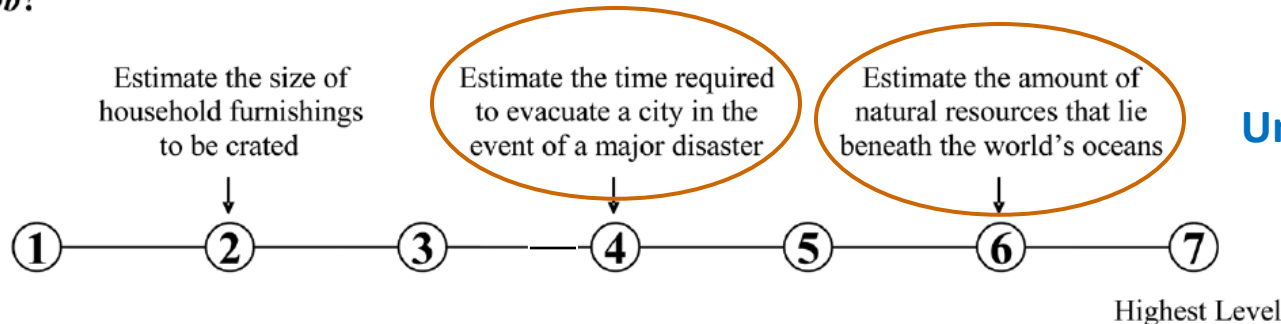 Estimate the size of
household furnishings
to be crated
Estimate the time required
to evacuate a city in the
event of a major disaster
Estimate the amount of
natural resources that lie
beneath the world's oceans
1 2 3 4 5 6 7
Highest Level